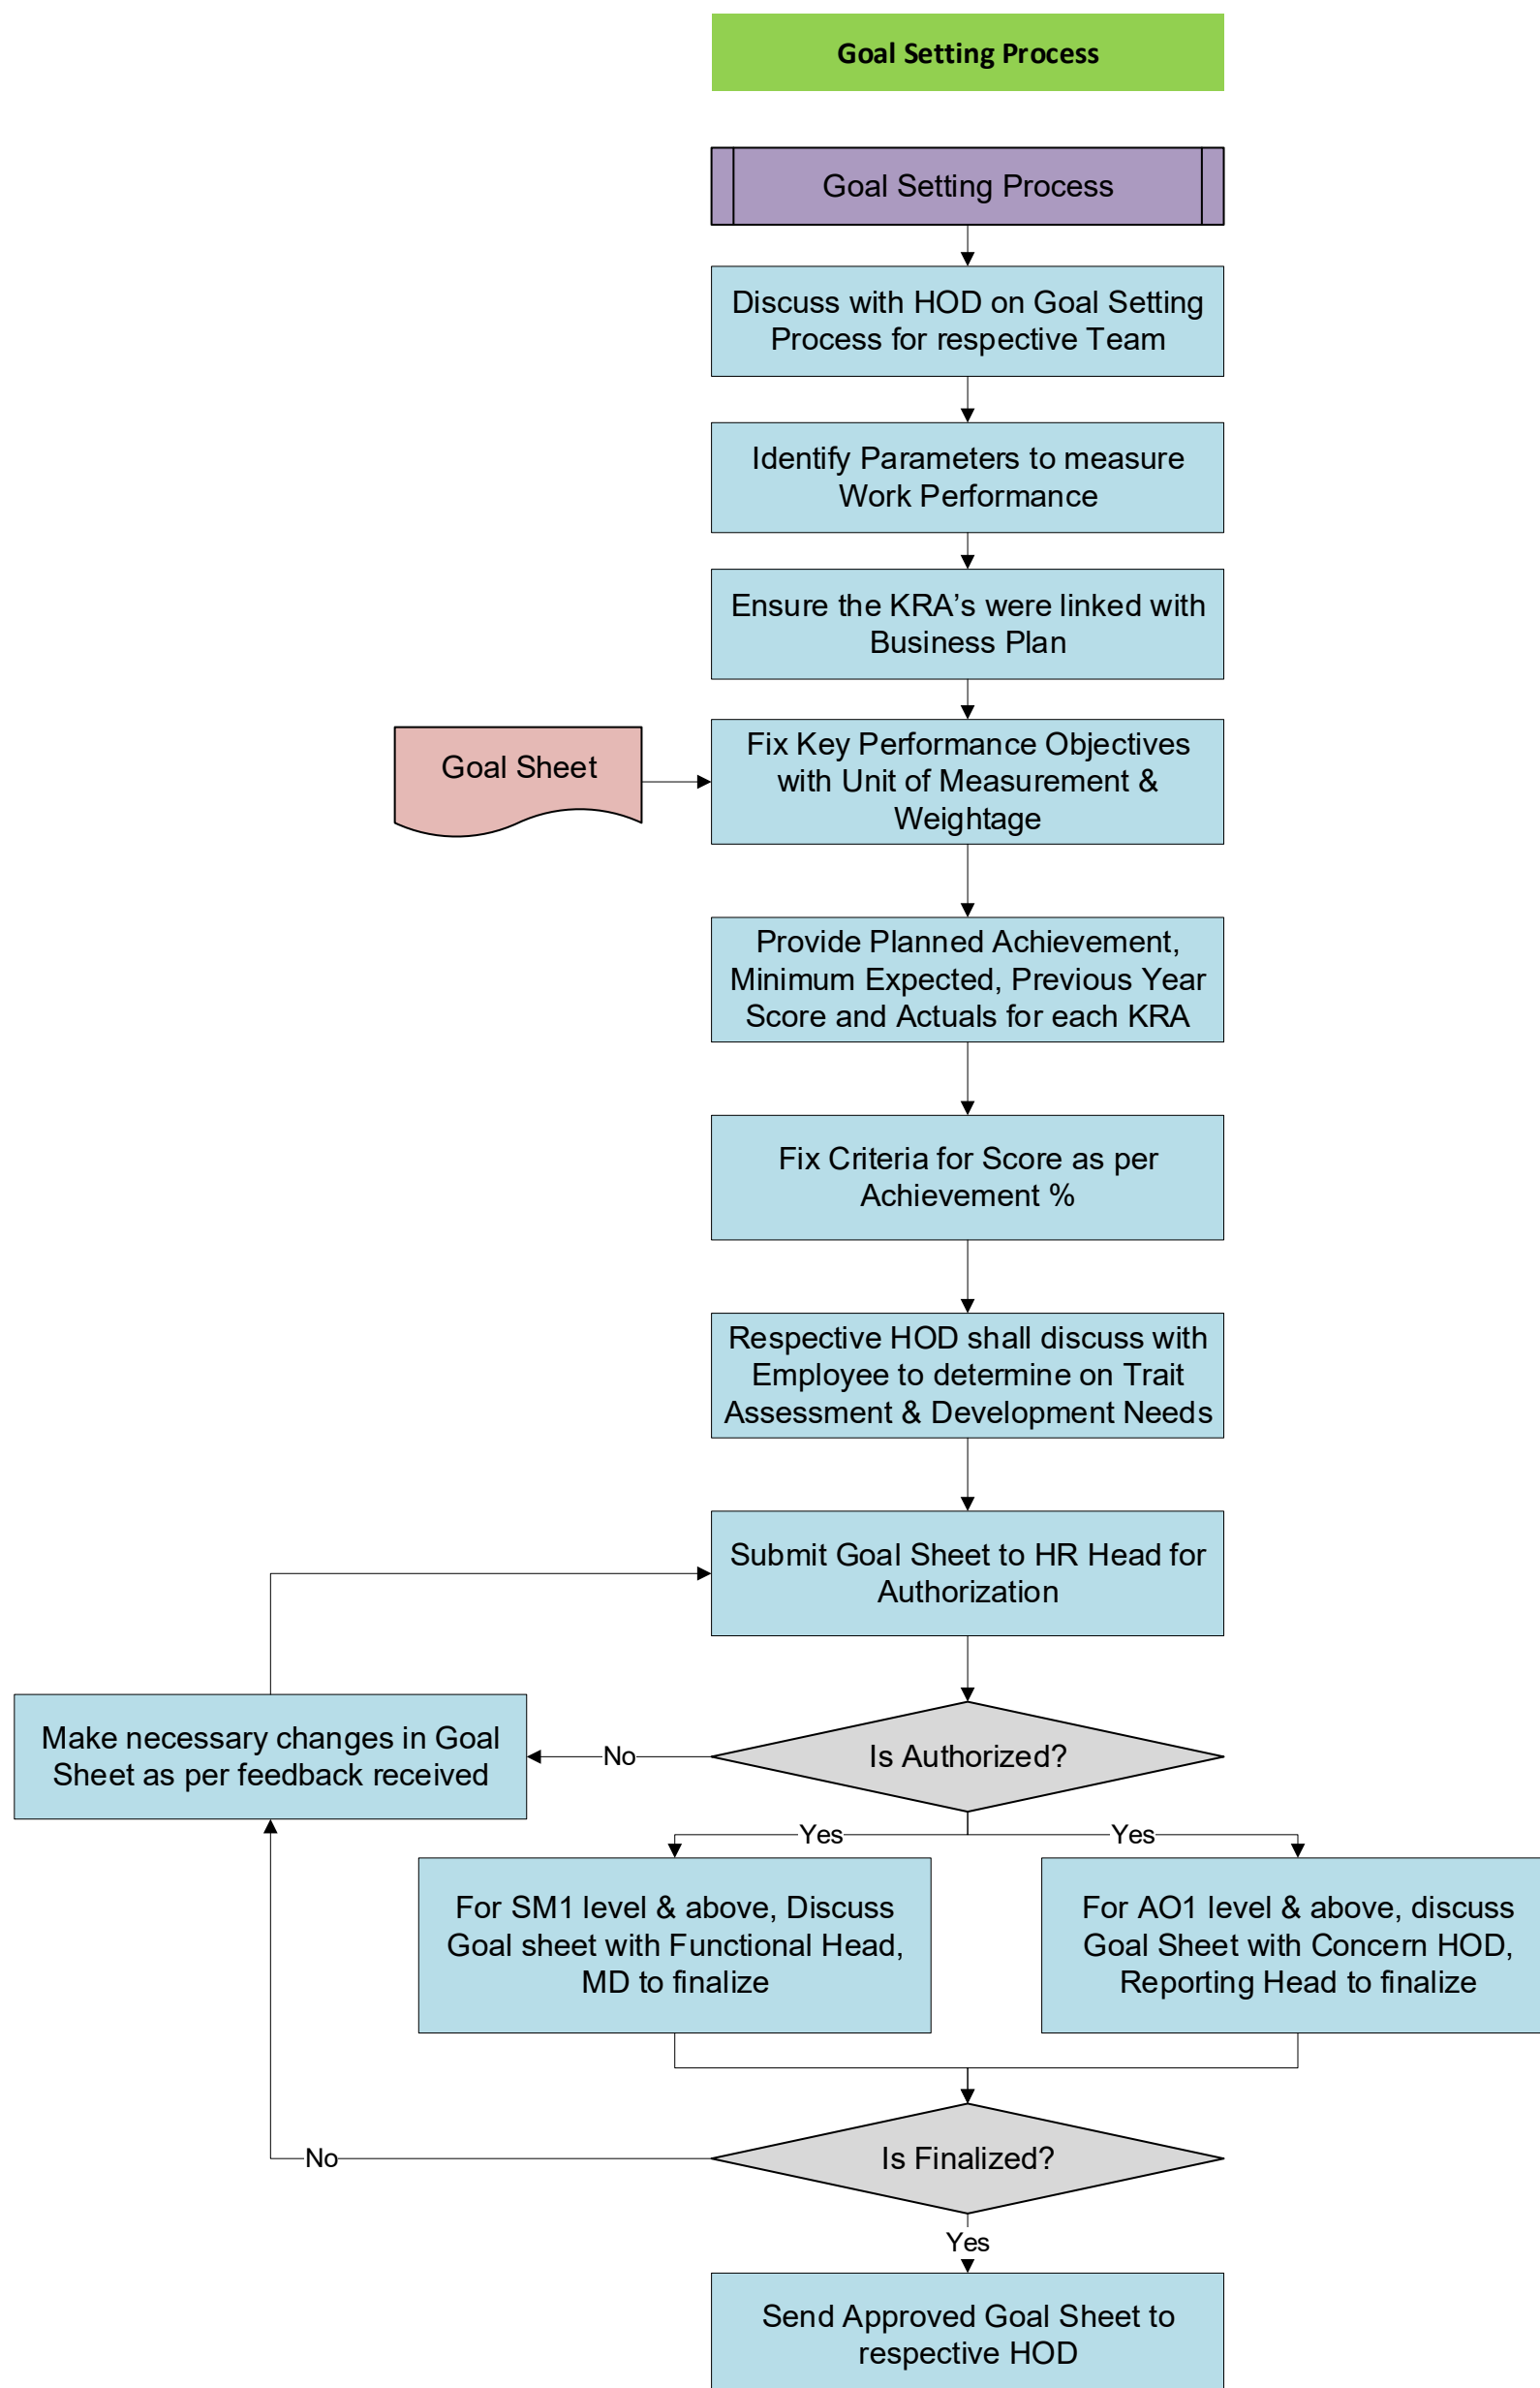 Goal Setting Process
Goal Setting Process
Discuss with HOD on Goal Setting
Process for respective Team
Identify Parameters to measure
Work Performance
Ensure the KRA’s were linked with
Business Plan
Goal Sheet
Fix Key Performance Objectives
with Unit of Measurement &
Weightage
Provide Planned Achievement,
Minimum Expected, Previous Year
Score and Actuals for each KRA
Fix Criteria for Score as per
Achievement %
Respective HOD shall discuss with
Employee to determine on Trait
Assessment & Development Needs
Submit Goal Sheet to HR Head for
Authorization
Make necessary changes in Goal
Sheet as per feedback received
No
Is Authorized?
Yes
Yes
For SM1 level & above, Discuss
Goal sheet with Functional Head,
MD to finalize
For AO1 level & above, discuss
Goal Sheet with Concern HOD,
Reporting Head to finalize
No
Is Finalized?
Yes
Send Approved Goal Sheet to
respective HOD